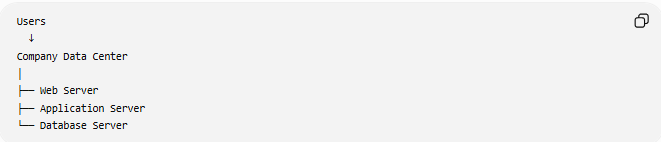 Users
↓
Company Data Center
│
├── Web Server
├── Application Server
└── Database Server